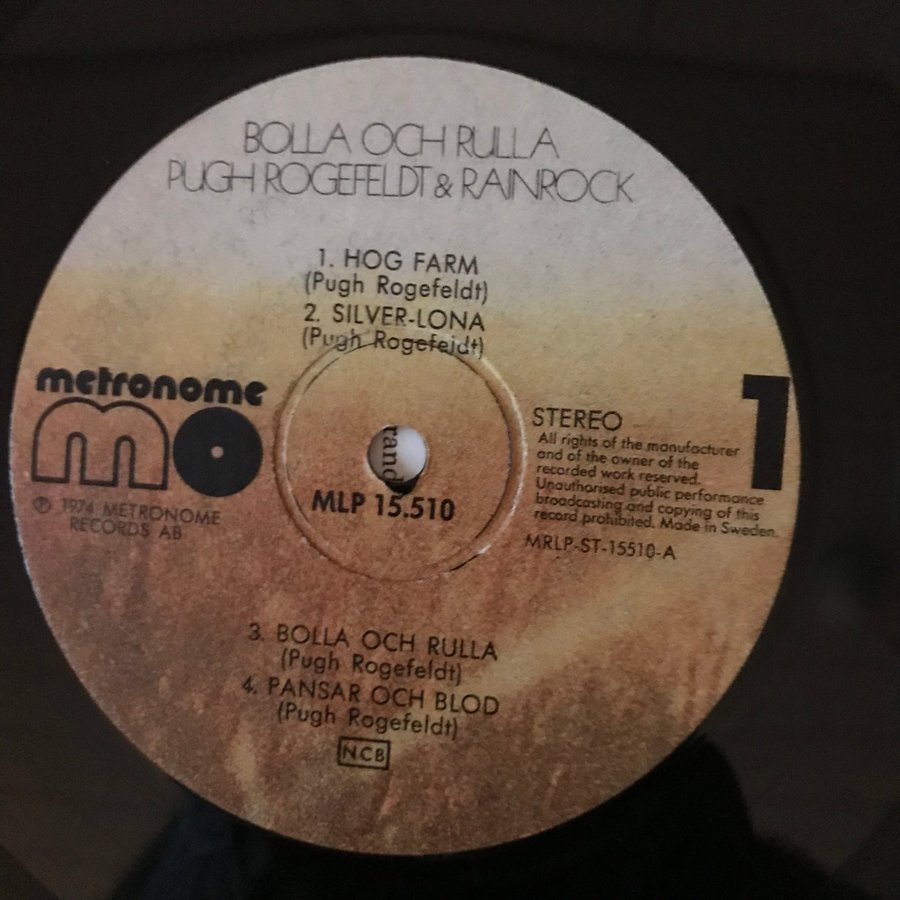 BOLLA OCH RULLA
PUGH ROGEFELDT & RAINROCK
1. HOG FARM
(Pugh Rogefeldt)
2. SILVER-LONA
(Pugh Rogefeldt)
metronome
mo
℗ 1974 METRONOME
RECORDS AB
rand
MLP 15.510
STEREO
All rights of the manufacturer
and of the owner of the
recorded work reserved.
Unauthorised public performance
broadcasting and copying of this
record prohibited. Made in Sweden.
MRLP-ST-15510-A
1
3. BOLLA OCH RULLA
(Pugh Rogefeldt)
4. PANSAR OCH BLOD
(Pugh Rogefeldt)
NCB